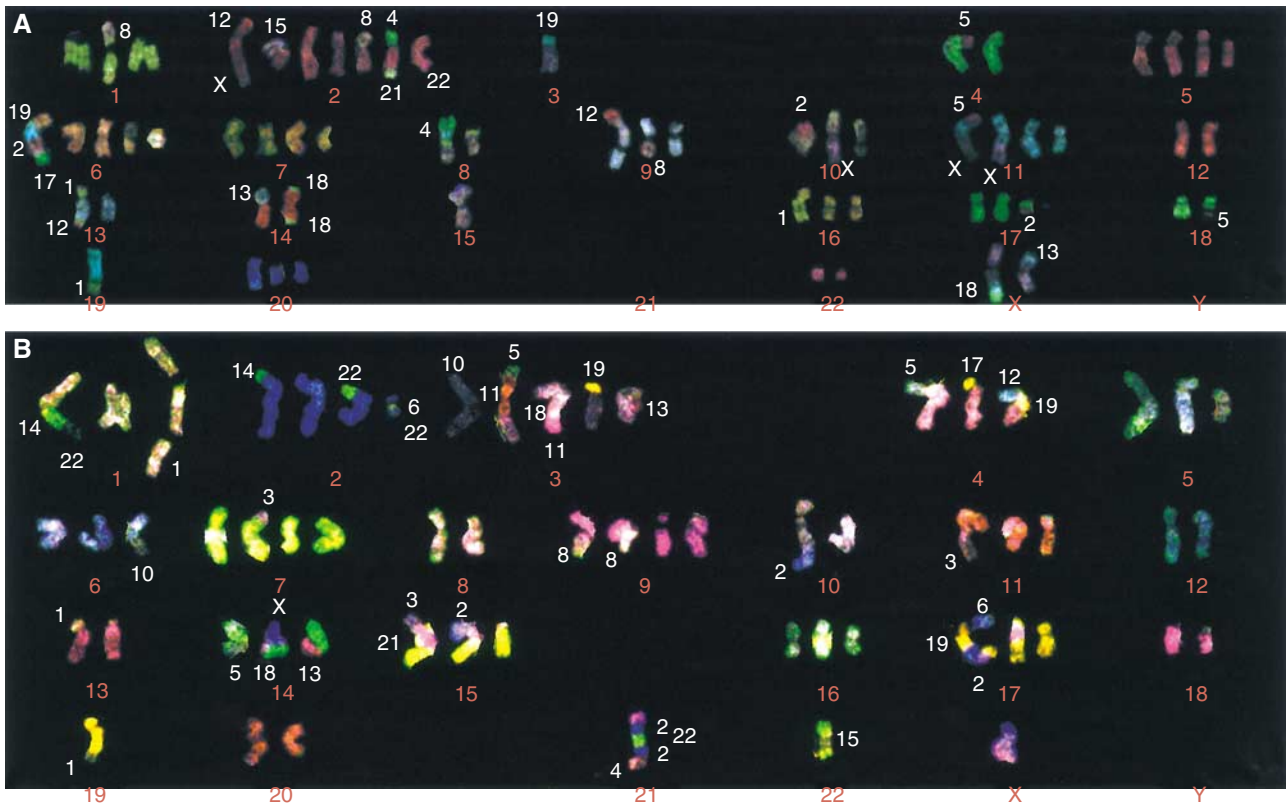 A
12 15 8 4 19 5
8
X 21 22
1 2 3 4 5
19 12 2 5
4
2 8 X X X
17 6 7 8 9 10 11 12
1 13 18
12 18 1 2 5
13 14 15 16 17 18
13
1 18
19 20 21 22 X Y
B
14 22 10 5 19 5 17 12
11
14 6 18 13 19
22 22 11
1
1 2 3 4 5
3
10 8 8 2 3
6 7 8 9 10 11 12
1 X 3 2 6
21 19
5 18 13 2
13 14 15 16 17 18
2 22 15
2
1 4
19 20 21 22 X Y